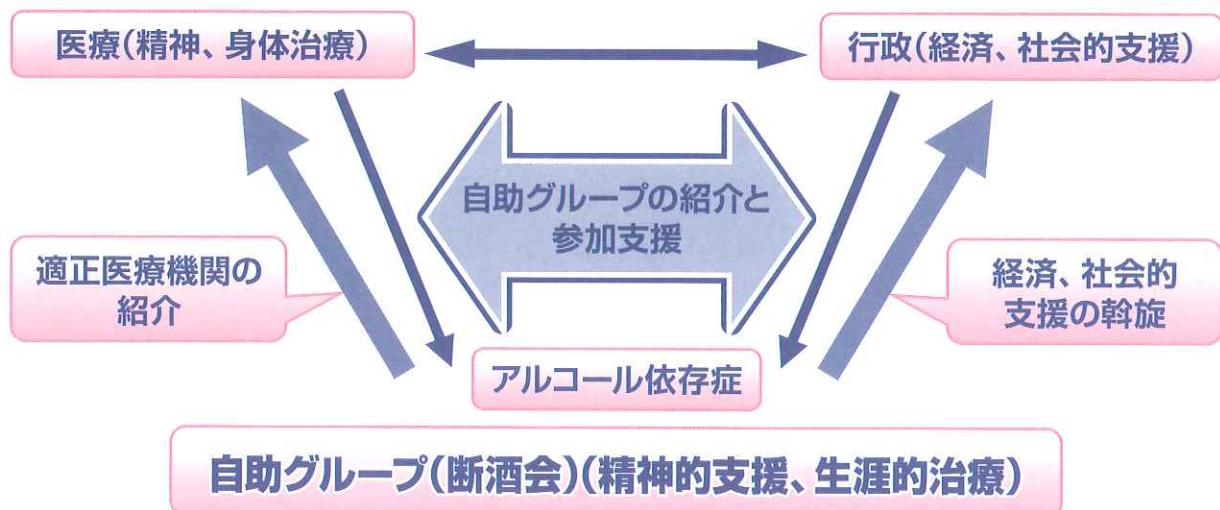 医療(精神、身体治療)
行政(経済、社会的支援)
自助グループの紹介と
参加支援
適正医療機関の
紹介
経済、社会的
支援の斡旋
アルコール依存症
自助グループ(断酒会)(精神的支援、生涯的治療)